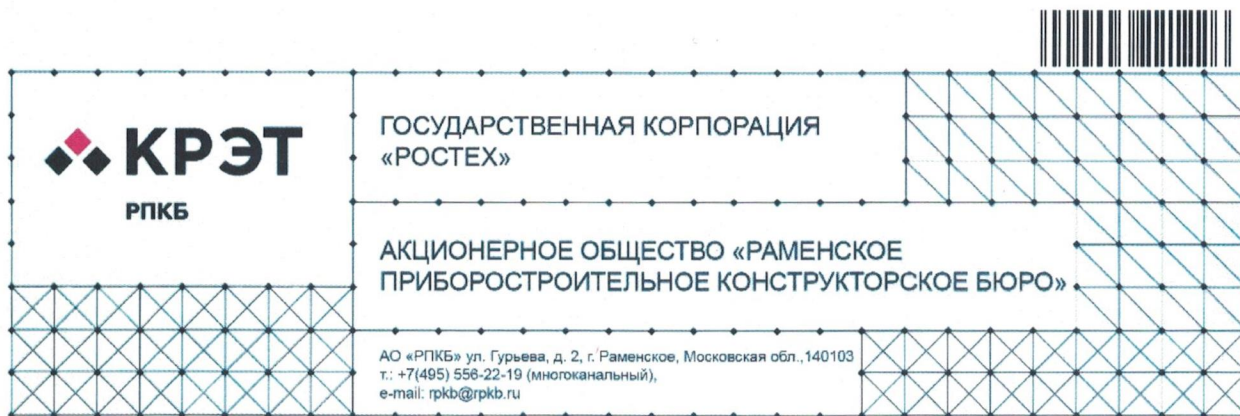 КРЭТ
РПКБ
ГОСУДАРСТВЕННАЯ КОРПОРАЦИЯ
«РОСТЕХ»
АКЦИОНЕРНОЕ ОБЩЕСТВО «РАМЕНСКОЕ
ПРИБОРОСТРОИТЕЛЬНОЕ КОНСТРУКТОРСКОЕ БЮРО»
АО «РПКБ» ул. Гурьева, д. 2, г. Раменское, Московская обл.,140103
т.: +7(495) 556-22-19 (многоканальный),
e-mail: rpkb@rpkb.ru